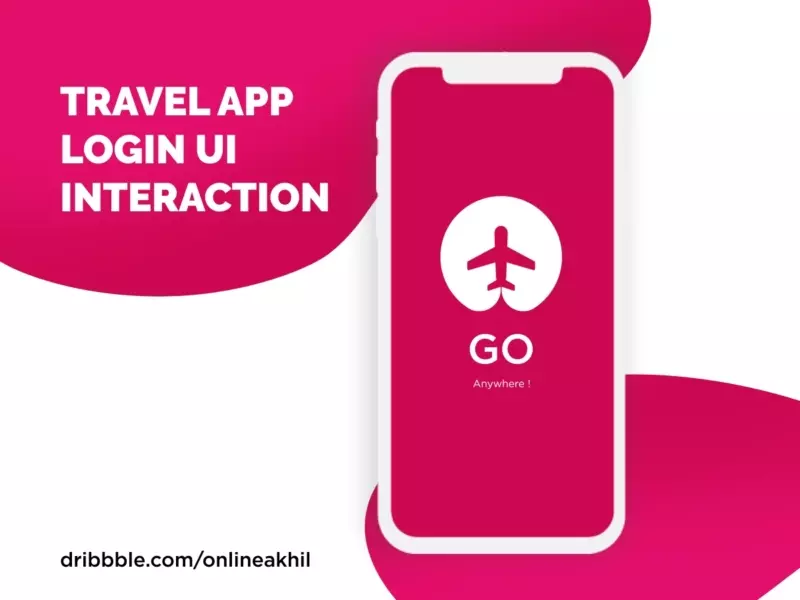 TRAVEL APP
LOGIN UI
INTERACTION
GO
Anywhere !
dribbble.com/onlineakhil